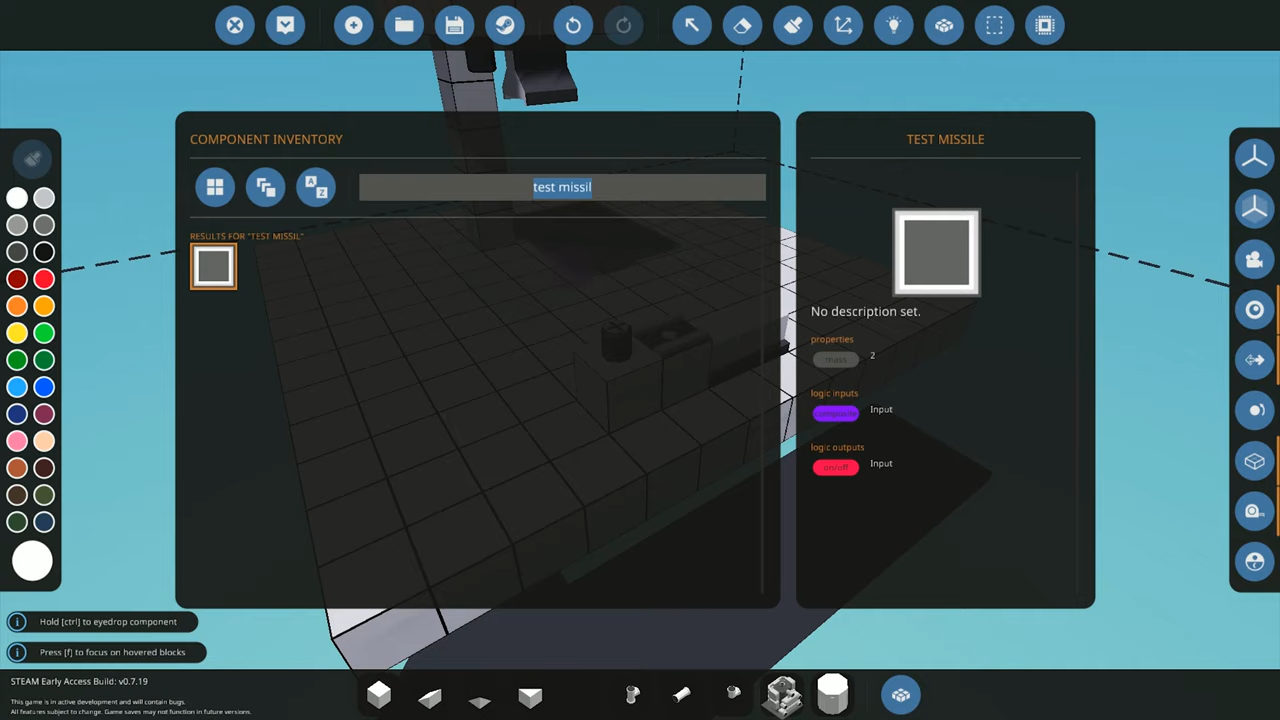 COMPONENT INVENTORY
test missil
RESULTS FOR "TEST MISSIL"
TEST MISSILE
No description set.
properties
mass 2
logic inputs
composite Input
logic outputs
on/off Input
Hold [ctrl] to eyedrop component
Press [f] to focus on hovered blocks
STEAM Early Access Build: v0.7.19
This game is in active development and will contain bugs.
All features subject to change. Game saves may not function in future versions.
A
Z